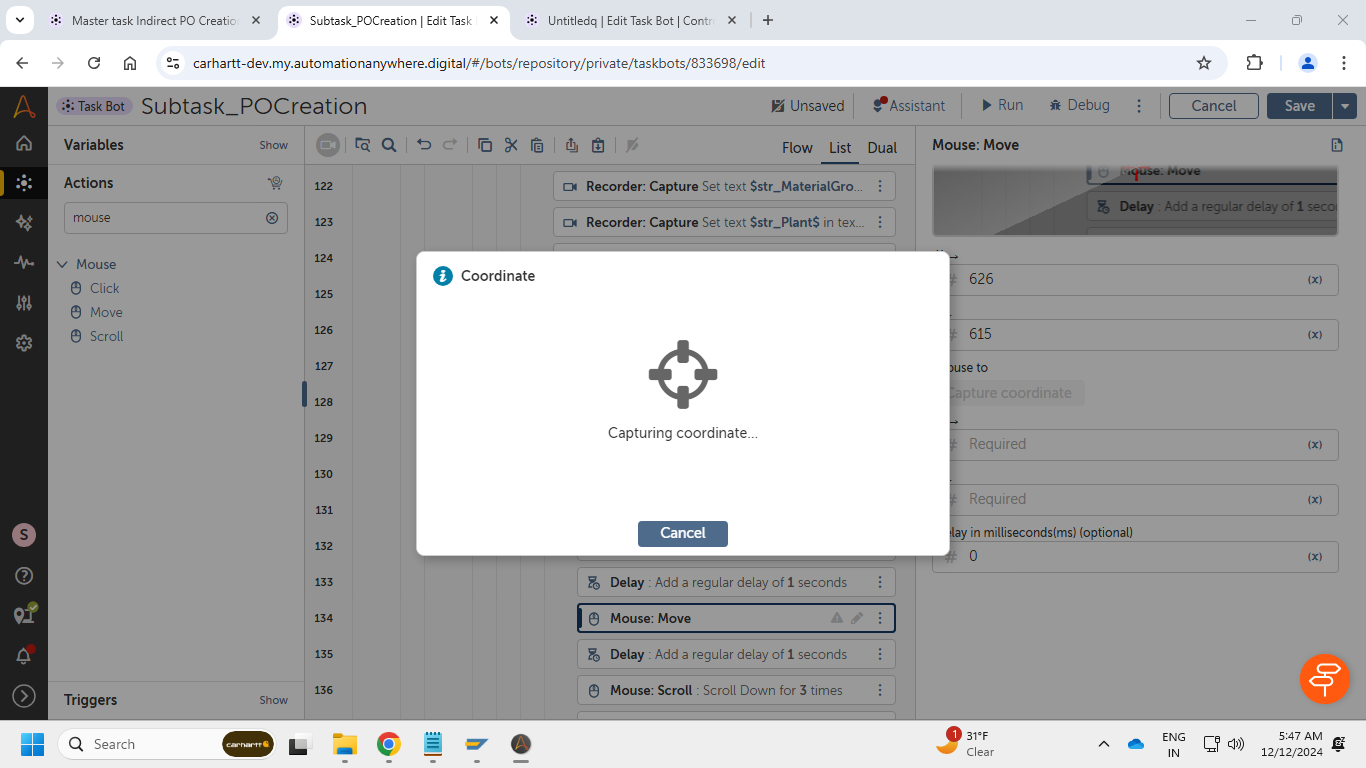 Master task Indirect PO Creatio
Subtask_POCreation | Edit Task
Untitledq | Edit Task Bot | Contr
carhartt-dev.my.automationanywhere.digital/#/bots/repository/private/taskbots/833698/edit
Task Bot
Subtask_POCreation
Unsaved
Assistant
Run
Debug
Cancel
Save
Variables
Show
Flow
List
Dual
Mouse: Move
Actions
mouse
Mouse
Click
Move
Scroll
122
Recorder: Capture Set text $str_MaterialGro...
123
Recorder: Capture Set text $str_Plant$ in tex...
124
125
126
127
128
129
130
131
132
133
Delay : Add a regular delay of 1 seconds
134
Mouse: Move
135
Delay : Add a regular delay of 1 seconds
136
Mouse: Scroll : Scroll Down for 3 times
Coordinate
Capturing coordinate...
Cancel
Mouse: Move
Delay : Add a regular delay of 1 seco
# 626
(x)
# 615
(x)
ouse to
Capture coordinate
# Required
(x)
# Required
(x)
elay in milliseconds(ms) (optional)
# 0
(x)
S
Triggers
Show
Search
carhartt
1
31°F
Clear
ENG
IN
5:47 AM
12/12/2024